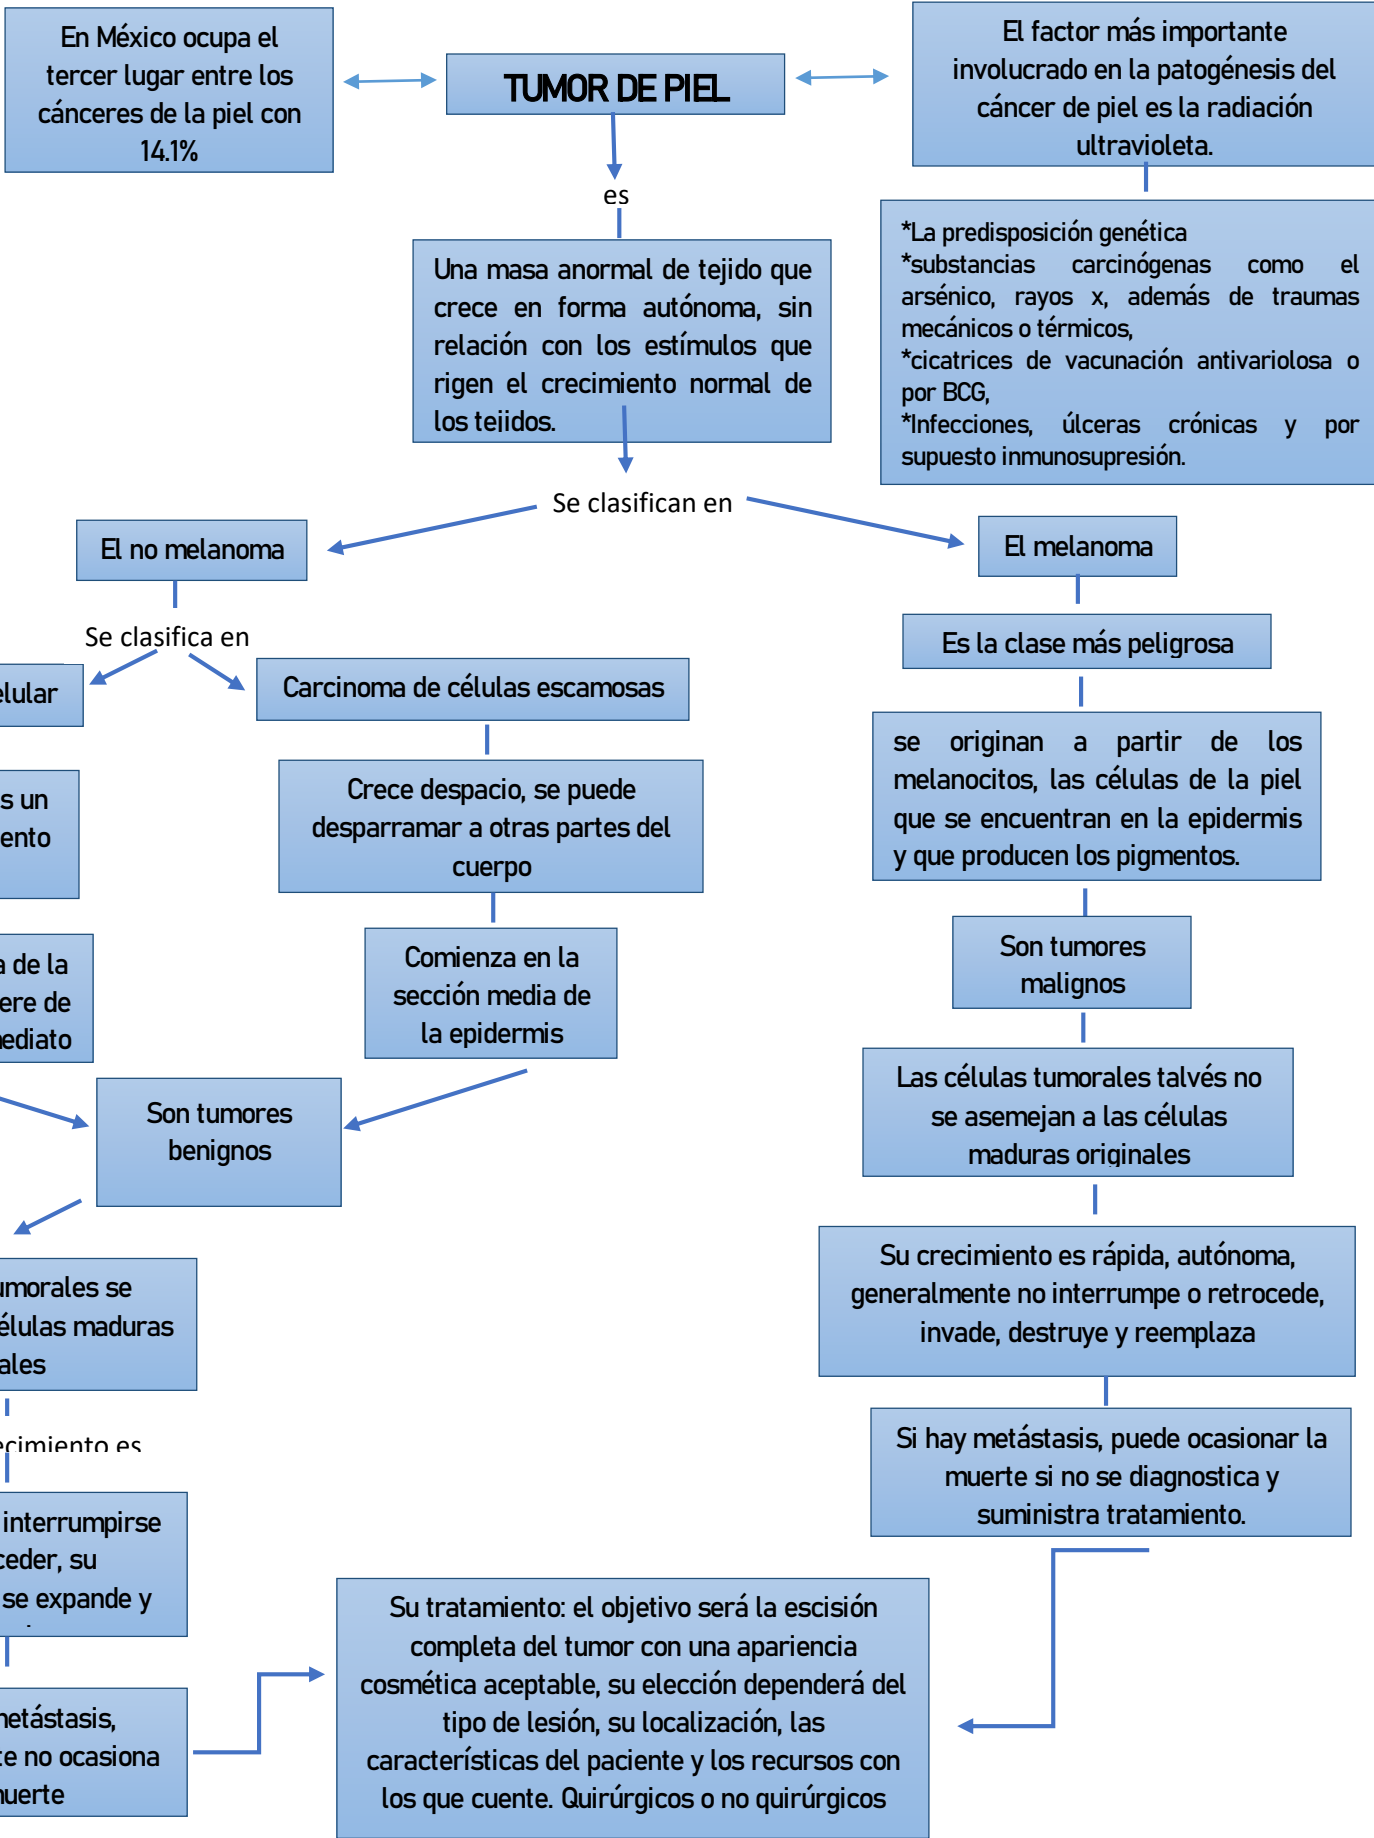 En México ocupa el
tercer lugar entre los
cánceres de la piel con
14.1%
TUMOR DE PIEL
El factor más importante
involucrado en la patogénesis del
cáncer de piel es la radiación
ultravioleta.
es
*La predisposición genética
*substancias carcinógenas como el
arsénico, rayos x, además de traumas
mecánicos o térmicos,
*cicatrices de vacunación antivariolosa o
por BCG,
*Infecciones, úlceras crónicas y por
supuesto inmunosupresión.
Una masa anormal de tejido que
crece en forma autónoma, sin
relación con los estímulos que
rigen el crecimiento normal de
los tejidos.
Se clasifican en
El no melanoma
El melanoma
Se clasifica en
Es la clase más peligrosa
elular
Carcinoma de células escamosas
se originan a partir de los
melanocitos, las células de la piel
que se encuentran en la epidermis
y que producen los pigmentos.
s un
ento
Crece despacio, se puede
desparramar a otras partes del
cuerpo
Son tumores
malignos
a de la
ere de
mediato
Comienza en la
sección media de
la epidermis
Las células tumorales talvés no
se asemejan a las células
maduras originales
Son tumores
benignos
Su crecimiento es rápida, autónoma,
generalmente no interrumpe o retrocede,
invade, destruye y reemplaza
umorales se
élulas maduras
ales
ecimiento es
Si hay metástasis, puede ocasionar la
muerte si no se diagnostica y
suministra tratamiento.
interrumpirse
ceder, su
se expande y
Su tratamiento: el objetivo será la escisión
completa del tumor con una apariencia
cosmética aceptable, su elección dependerá del
tipo de lesión, su localización, las
características del paciente y los recursos con
los que cuente. Quirúrgicos o no quirúrgicos
metástasis,
te no ocasiona
muerte